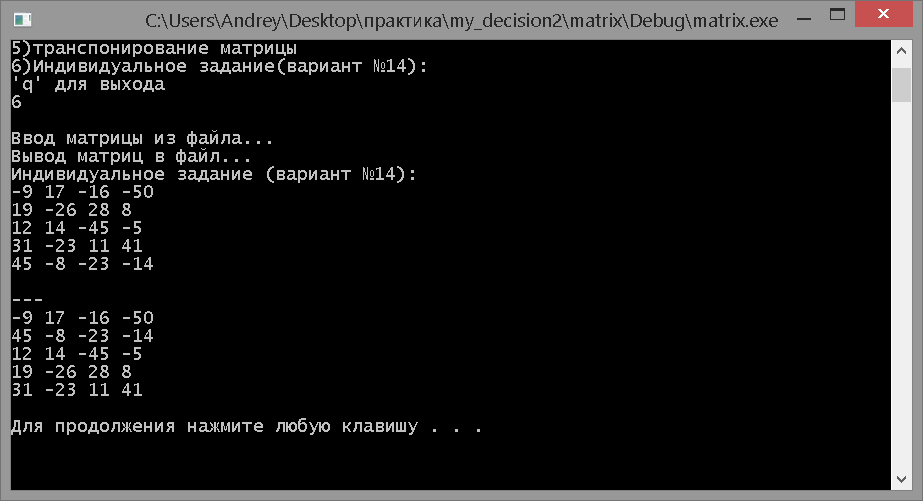 C:\Users\Andrey\Desktop\практика\my_decision2\matrix\Debug\matrix.exe
5)транспонирование матрицы
6)Индивидуальное задание(вариант №14):
'q' для выхода
6
Ввод матрицы из файла...
Вывод матриц в файл...
Индивидуальное задание (вариант №14):
-9 17 -16 -50
19 -26 28 8
12 14 -45 -5
31 -23 11 41
45 -8 -23 -14
---
-9 17 -16 -50
45 -8 -23 -14
12 14 -45 -5
19 -26 28 8
31 -23 11 41
Для продолжения нажмите любую клавишу . . .